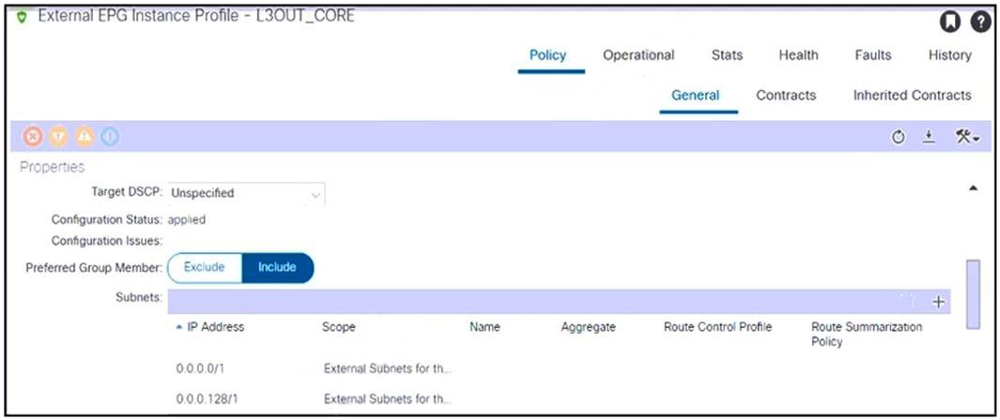 External EPG Instance Profile - L3OUT_CORE
Policy Operational Stats Health Faults History
General Contracts Inherited Contracts
Properties
Target DSCP: Unspecified
Configuration Status: applied
Configuration Issues:
Preferred Group Member: Exclude Include
Subnets:
IP Address Scope Name Aggregate Route Control Profile Route Summarization
Policy
0.0.0.0/1 External Subnets for th...
0.0.0.128/1 External Subnets for th...